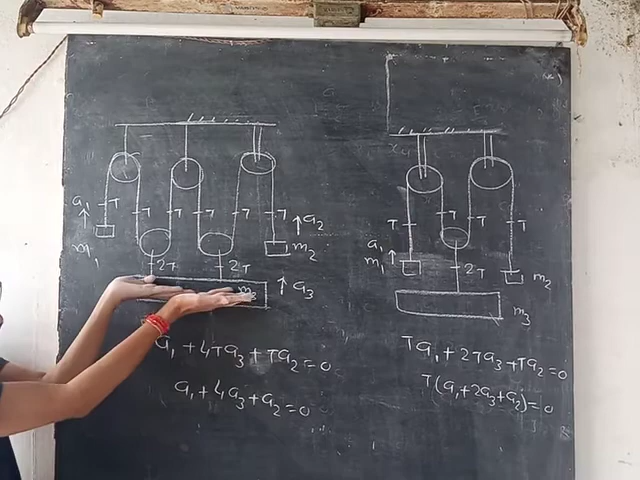 a₁ T T T T T T a₂
m₁ m₂
2T 2T
m₃ a₃
a₁ + 4Ta₃ + Ta₂ = 0
a₁ + 4a₃ + a₂ = 0
T T T T
a₁
m₁ 2T m₂
m₃
Ta₁ + 2Ta₃ + Ta₂ = 0
T(a₁ + 2a₃ + a₂) = 0